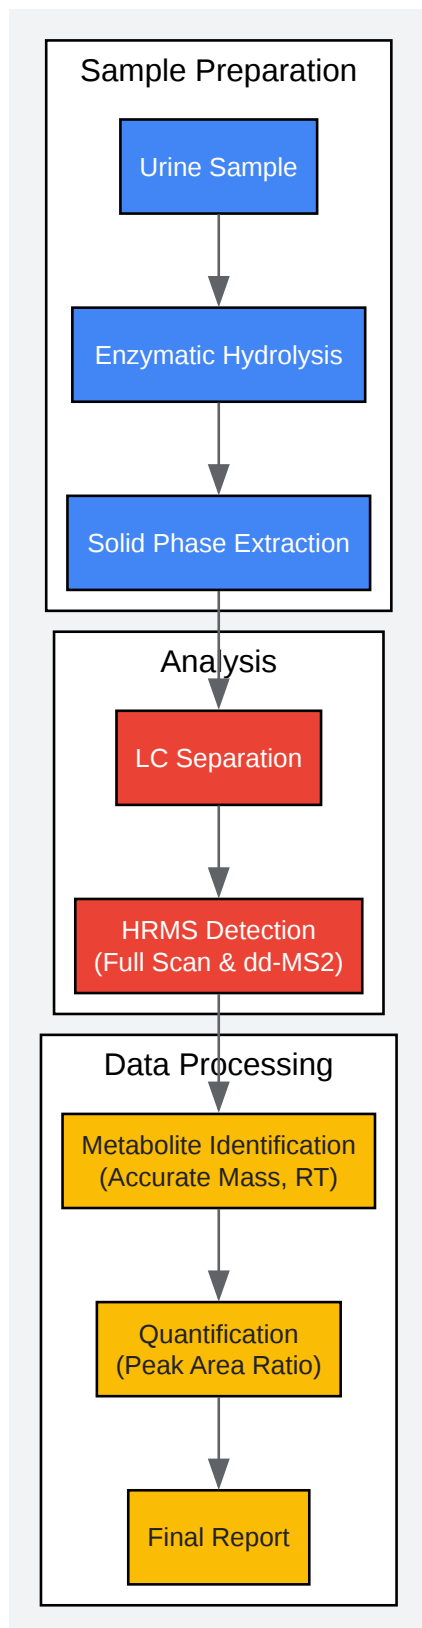 Sample Preparation
Urine Sample
Enzymatic Hydrolysis
Solid Phase Extraction
Analysis
LC Separation
HRMS Detection
(Full Scan & dd-MS2)
Data Processing
Metabolite Identification
(Accurate Mass, RT)
Quantification
(Peak Area Ratio)
Final Report